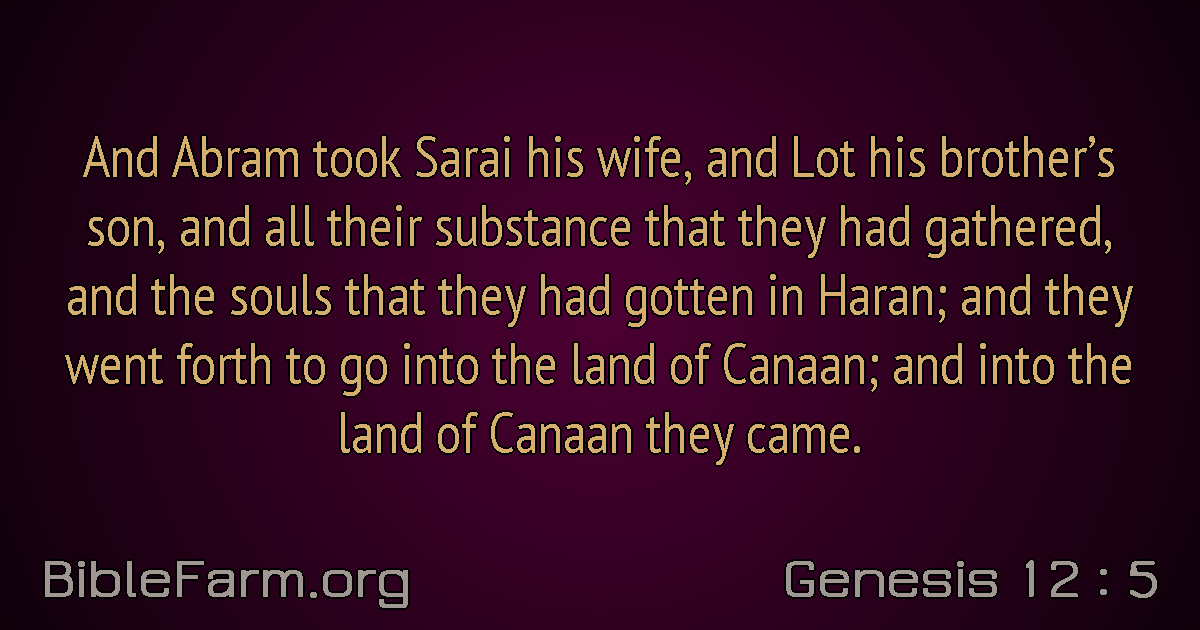 And Abram took Sarai his wife, and Lot his brother’s
son, and all their substance that they had gathered,
and the souls that they had gotten in Haran; and they
went forth to go into the land of Canaan; and into the
land of Canaan they came.
BibleFarm.org
Genesis 12 : 5